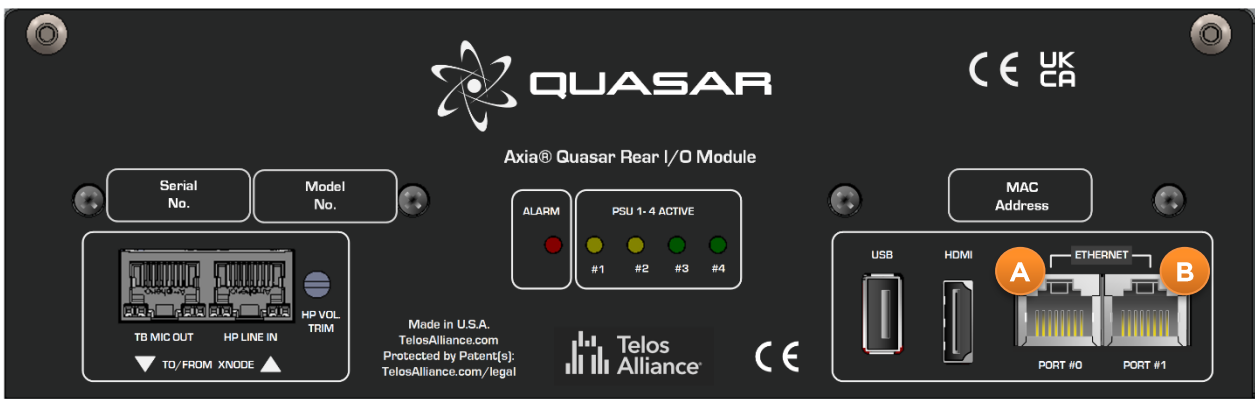 QUASAR
CE UK
CA
Axia® Quasar Rear I/O Module
Serial
No.
Model
No.
MAC
Address
ALARM
PSU 1- 4 ACTIVE
#1 #2 #3 #4
USB
HDMI
ETHERNET
A
B
PORT #0
PORT #1
HP VOL.
TRIM
TB MIC OUT
HP LINE IN
▼ TO/FROM XNODE ▲
Made in U.S.A.
TelosAlliance.com
Protected by Patent(s):
TelosAlliance.com/legal
Telos
Alliance®
CE